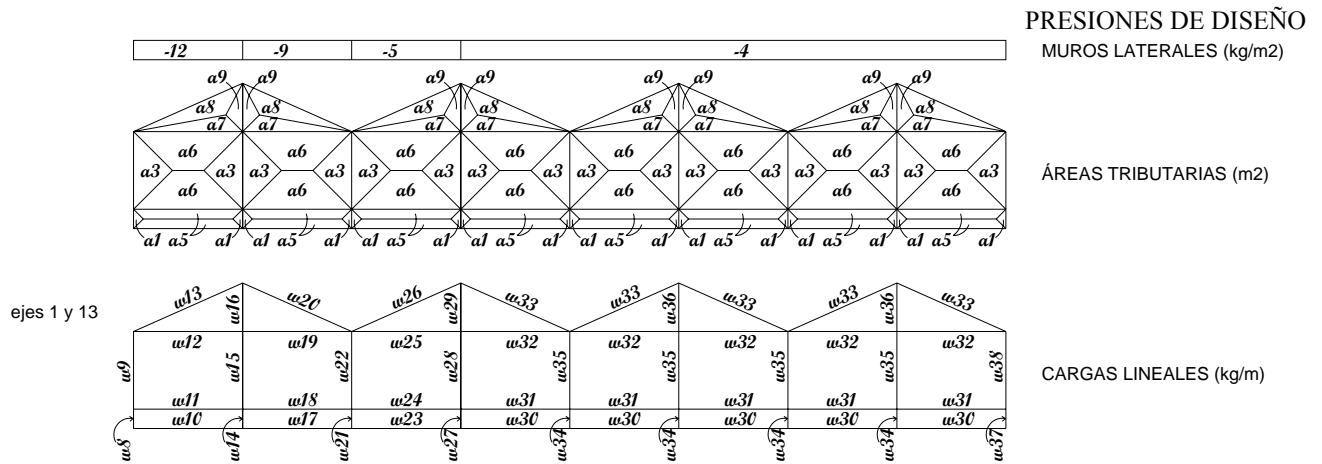 PRESIONES DE DISEÑO
-12 -9 -5 -4 MUROS LATERALES (kg/m2)
a9 a9 a9 a9 a9 a9 a9 a9
a8 a8 a8 a8 a8 a8 a8 a8
a7 a7 a7 a7 a7 a7 a7 a7
a6 a6 a6 a6 a6 a6 a6 a6
a3 a3 a3 a3 a3 a3 a3 a3 a3 a3 a3 a3 a3 a3 a3 a3 ÁREAS TRIBUTARIAS (m2)
a6 a6 a6 a6 a6 a6 a6 a6
a1 a5 a1 a1 a5 a1 a1 a5 a1 a1 a5 a1 a1 a5 a1 a1 a5 a1 a1 a5 a1 a1 a5 a1
w13 w16 w20 w26 w29 w33 w33 w36 w33 w33 w36 w33
ejes 1 y 13
w12 w19 w25 w32 w32 w32 w32 w32
w9 w15 w22 w28 w35 w35 w35 w35 w38 CARGAS LINEALES (kg/m)
w11 w18 w24 w31 w31 w31 w31 w31
w10 w17 w23 w30 w30 w30 w30 w30
w8 w14 w21 w27 w34 w34 w34 w34 w37